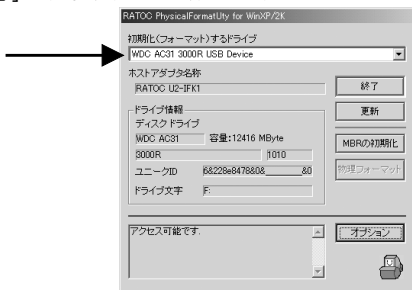 RATOC PhysicalFormatUty for WinXP/2K
初期化(フォーマット)するドライブ
WDC AC31 3000R USB Device
ホストアダプタ名称
RATOC U2-IFK1
終了
ドライブ情報
更新
ディスクドライブ
WDC AC31 容量:12416 MByte
MBRの初期化
3000R 1010
物理フォーマット
ユニークID 6&228e8478&0&_______&0
ドライブ文字 F:
アクセス可能です.
オプション